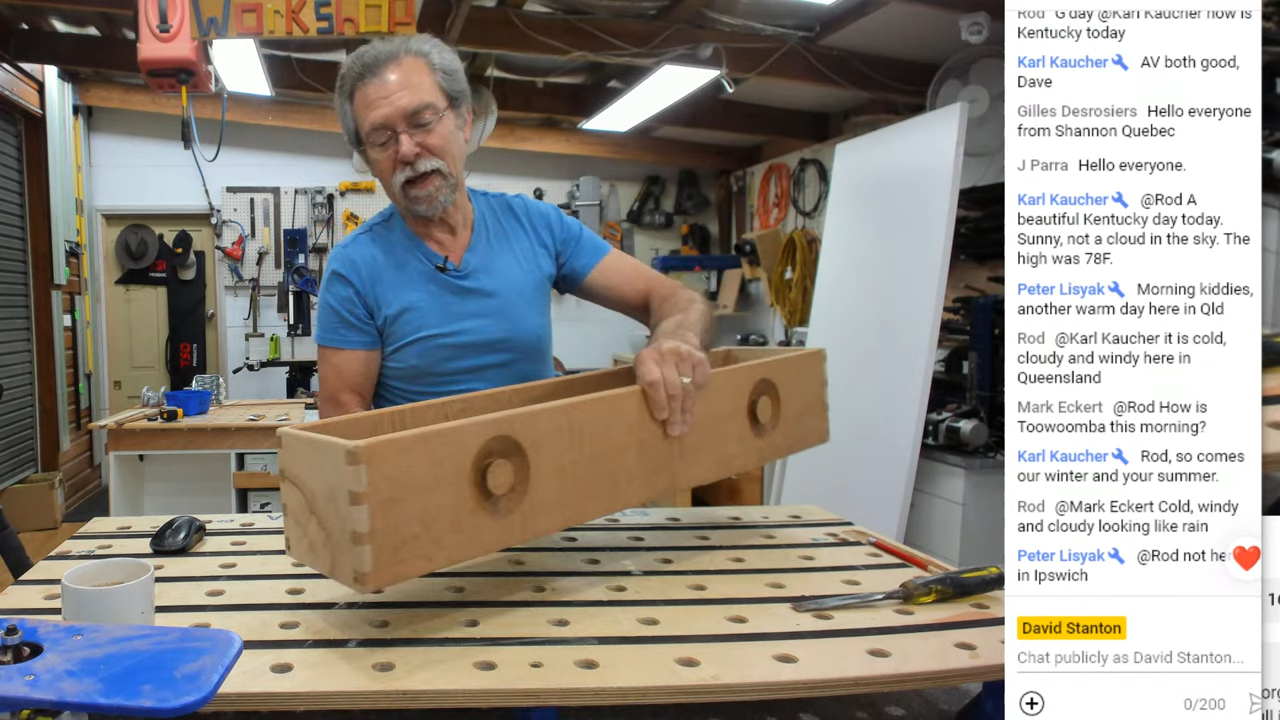 Workshop
TSO
PRODUCTS
Rod G'day @Karl Kaucher how is
Kentucky today
Karl Kaucher AV both good,
Dave
Gilles Desrosiers Hello everyone
from Shannon Quebec
J Parra Hello everyone.
Karl Kaucher @Rod A
beautiful Kentucky day today.
Sunny, not a cloud in the sky. The
high was 78F.
Peter Lisyak Morning kiddies,
another warm day here in Qld
Rod @Karl Kaucher it is cold,
cloudy and windy here in
Queensland
Mark Eckert @Rod How is
Toowoomba this morning?
Karl Kaucher Rod, so comes
our winter and your summer.
Rod @Mark Eckert Cold, windy
and cloudy looking like rain
Peter Lisyak @Rod not he
in Ipswich
David Stanton
Chat publicly as David Stanton...
0/200